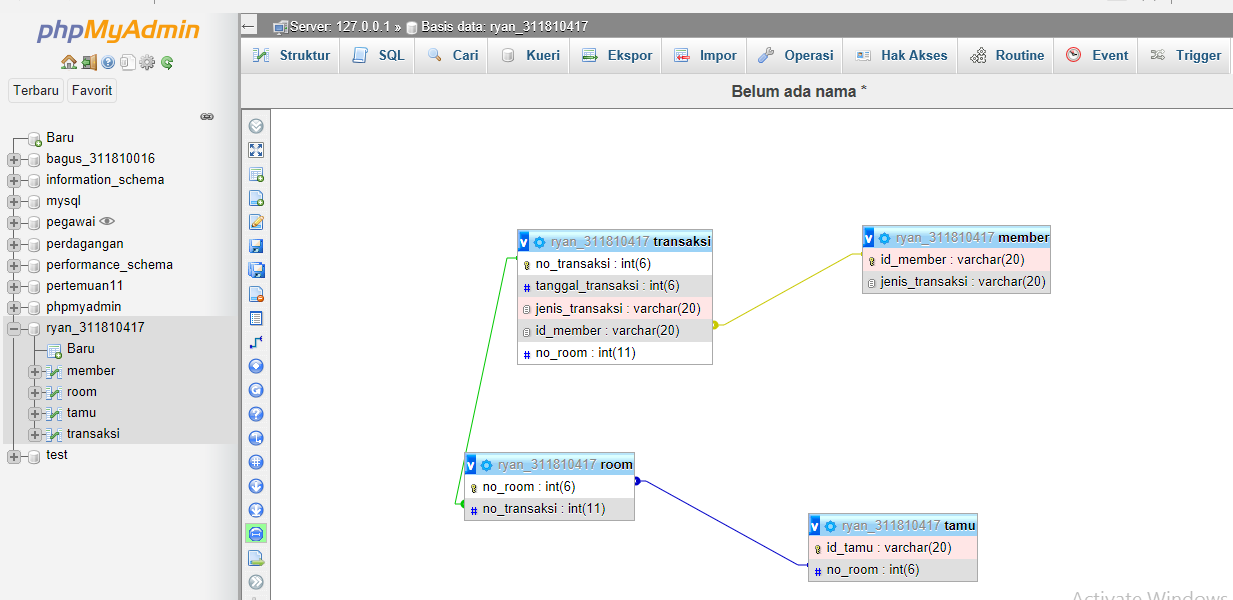 phpMyAdmin
Terbaru Favorit
Baru
bagus_311810016
information_schema
mysql
pegawai
perdagangan
performance_schema
pertemuan11
phpmyadmin
ryan_311810417
Baru
member
room
tamu
transaksi
test
Server: 127.0.0.1 » Basis data: ryan_311810417
Struktur SQL Cari Kueri Ekspor Impor Operasi Hak Akses Routine Event Trigger
Belum ada nama *
v ryan_311810417 transaksi
no_transaksi : int(6)
# tanggal_transaksi : int(6)
jenis_transaksi : varchar(20)
id_member : varchar(20)
# no_room : int(11)
v ryan_311810417 member
id_member : varchar(20)
jenis_transaksi : varchar(20)
v ryan_311810417 room
no_room : int(6)
# no_transaksi : int(11)
v ryan_311810417 tamu
id_tamu : varchar(20)
# no_room : int(6)
Activate Windows